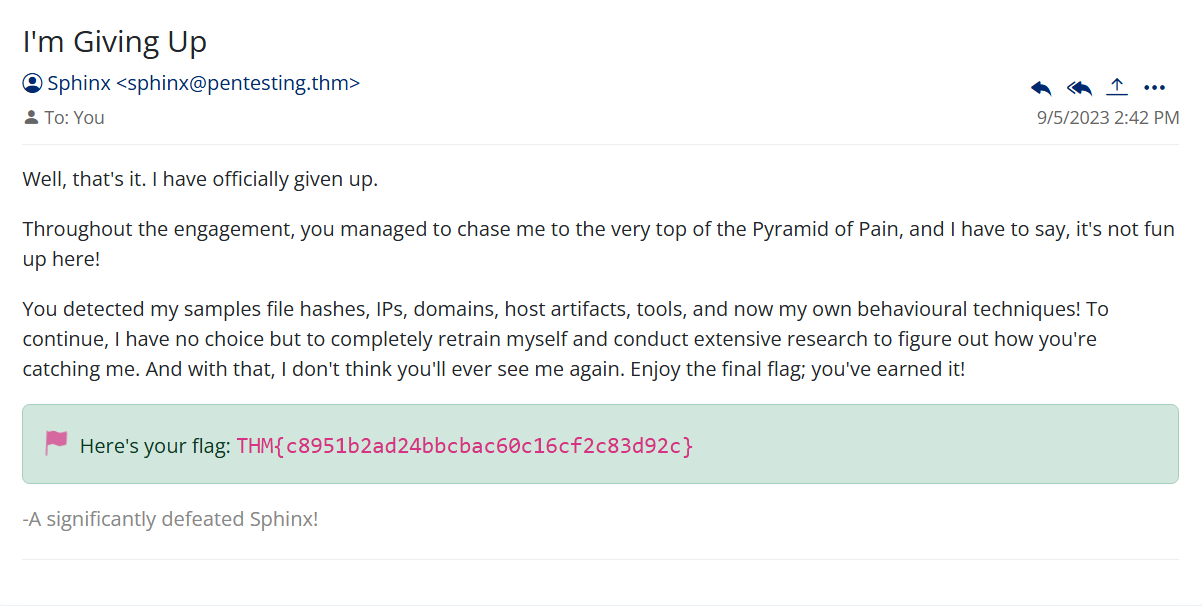 I'm Giving Up
Sphinx <sphinx@pentesting.thm>
To: You
9/5/2023 2:42 PM
Well, that's it. I have officially given up.
Throughout the engagement, you managed to chase me to the very top of the Pyramid of Pain, and I have to say, it's not fun
up here!
You detected my samples file hashes, IPs, domains, host artifacts, tools, and now my own behavioural techniques! To
continue, I have no choice but to completely retrain myself and conduct extensive research to figure out how you're
catching me. And with that, I don't think you'll ever see me again. Enjoy the final flag; you've earned it!
Here's your flag: THM{c8951b2ad24bbcbac60c16cf2c83d92c}
-A significantly defeated Sphinx!